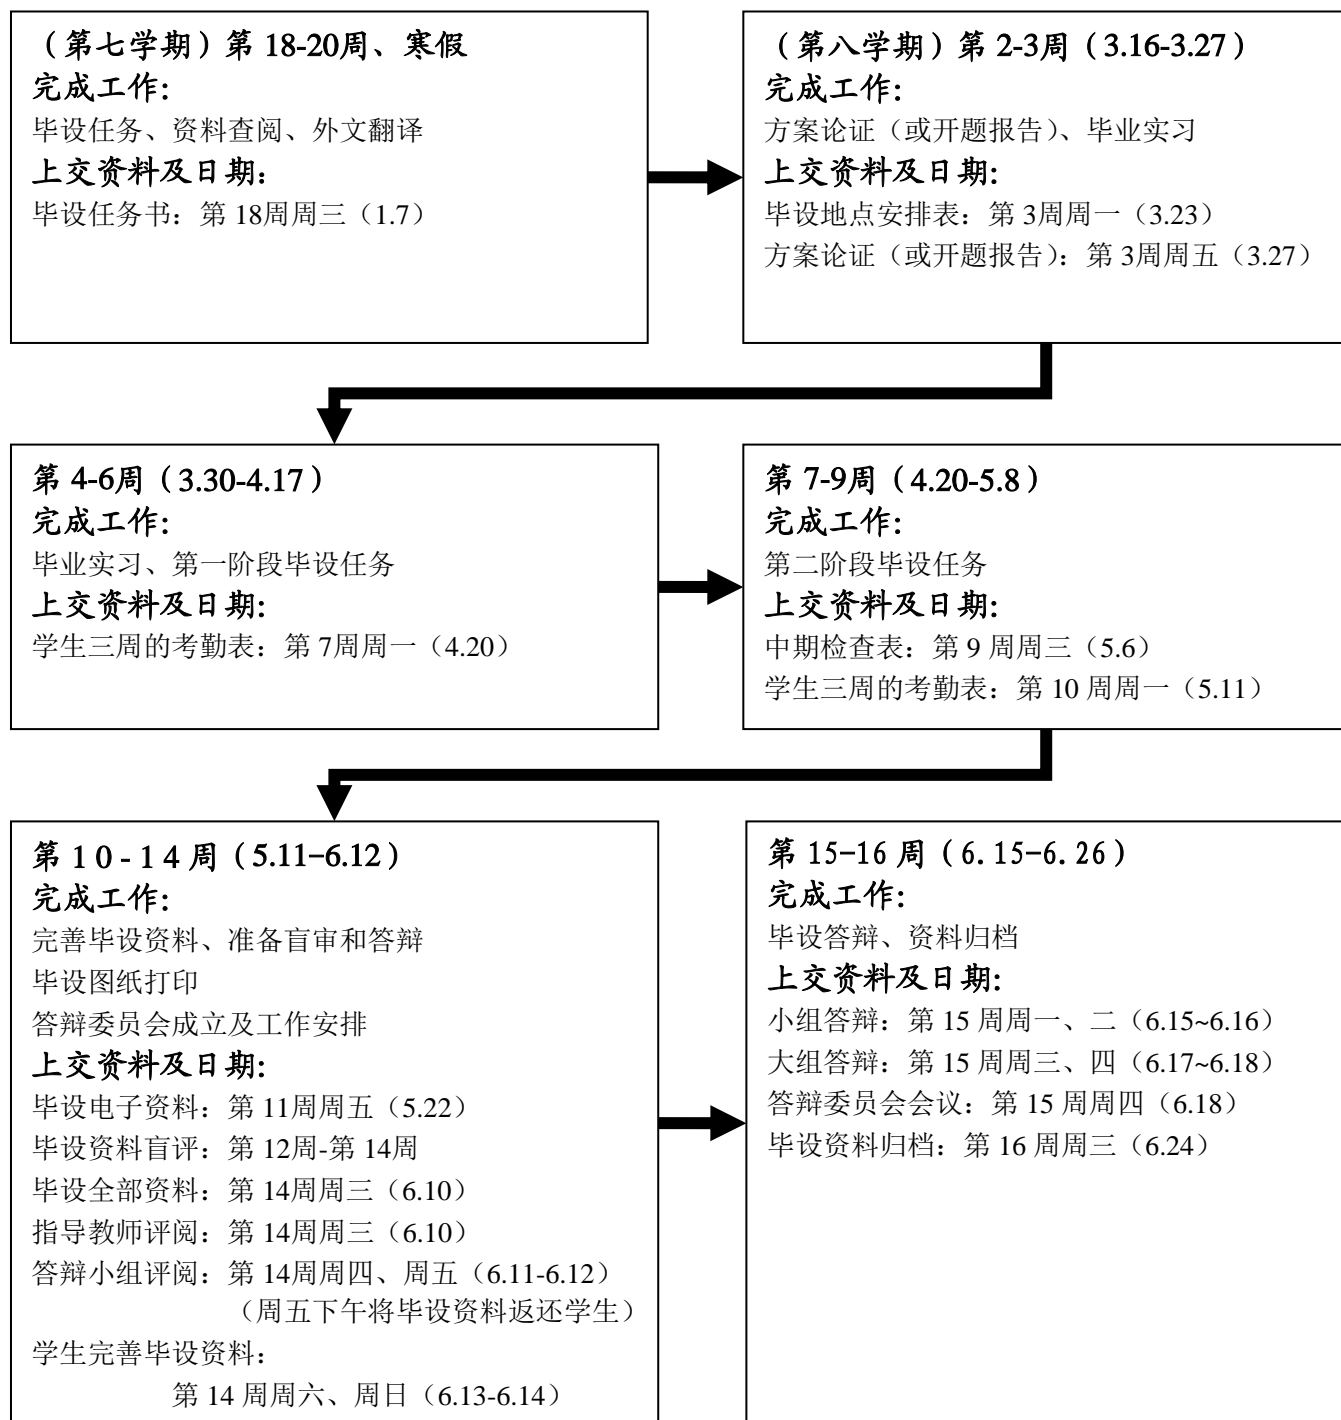 （第七学期）第 18-20周、寒假
完成工作：
毕设任务、资料查阅、外文翻译
上交资料及日期：
毕设任务书：第 18周周三（1.7）
（第八学期）第 2-3周（3.16-3.27）
完成工作：
方案论证（或开题报告）、毕业实习
上交资料及日期：
毕设地点安排表：第 3周周一（3.23）
方案论证（或开题报告）：第 3周周五（3.27）
第 4-6周（3.30-4.17）
完成工作：
毕业实习、第一阶段毕设任务
上交资料及日期：
学生三周的考勤表：第 7周周一（4.20）
第 7-9周（4.20-5.8）
完成工作：
第二阶段毕设任务
上交资料及日期：
中期检查表：第 9 周周三（5.6）
学生三周的考勤表：第 10 周周一（5.11）
第 10-14 周（5.11-6.12）
完成工作：
完善毕设资料、准备盲审和答辩
毕设图纸打印
答辩委员会成立及工作安排
上交资料及日期：
毕设电子资料：第 11周周五（5.22）
毕设资料盲评：第 12周-第 14周
毕设全部资料：第 14周周三（6.10）
指导教师评阅：第 14周周三（6.10）
答辩小组评阅：第 14周周四、周五（6.11-6.12）
（周五下午将毕设资料返还学生）
学生完善毕设资料：
第 14 周周六、周日（6.13-6.14）
第 15-16 周（6.15-6.26）
完成工作：
毕设答辩、资料归档
上交资料及日期：
小组答辩：第 15 周周一、二（6.15~6.16）
大组答辩：第 15 周周三、四（6.17~6.18）
答辩委员会会议：第 15 周周四（6.18）
毕设资料归档：第 16 周周三（6.24）